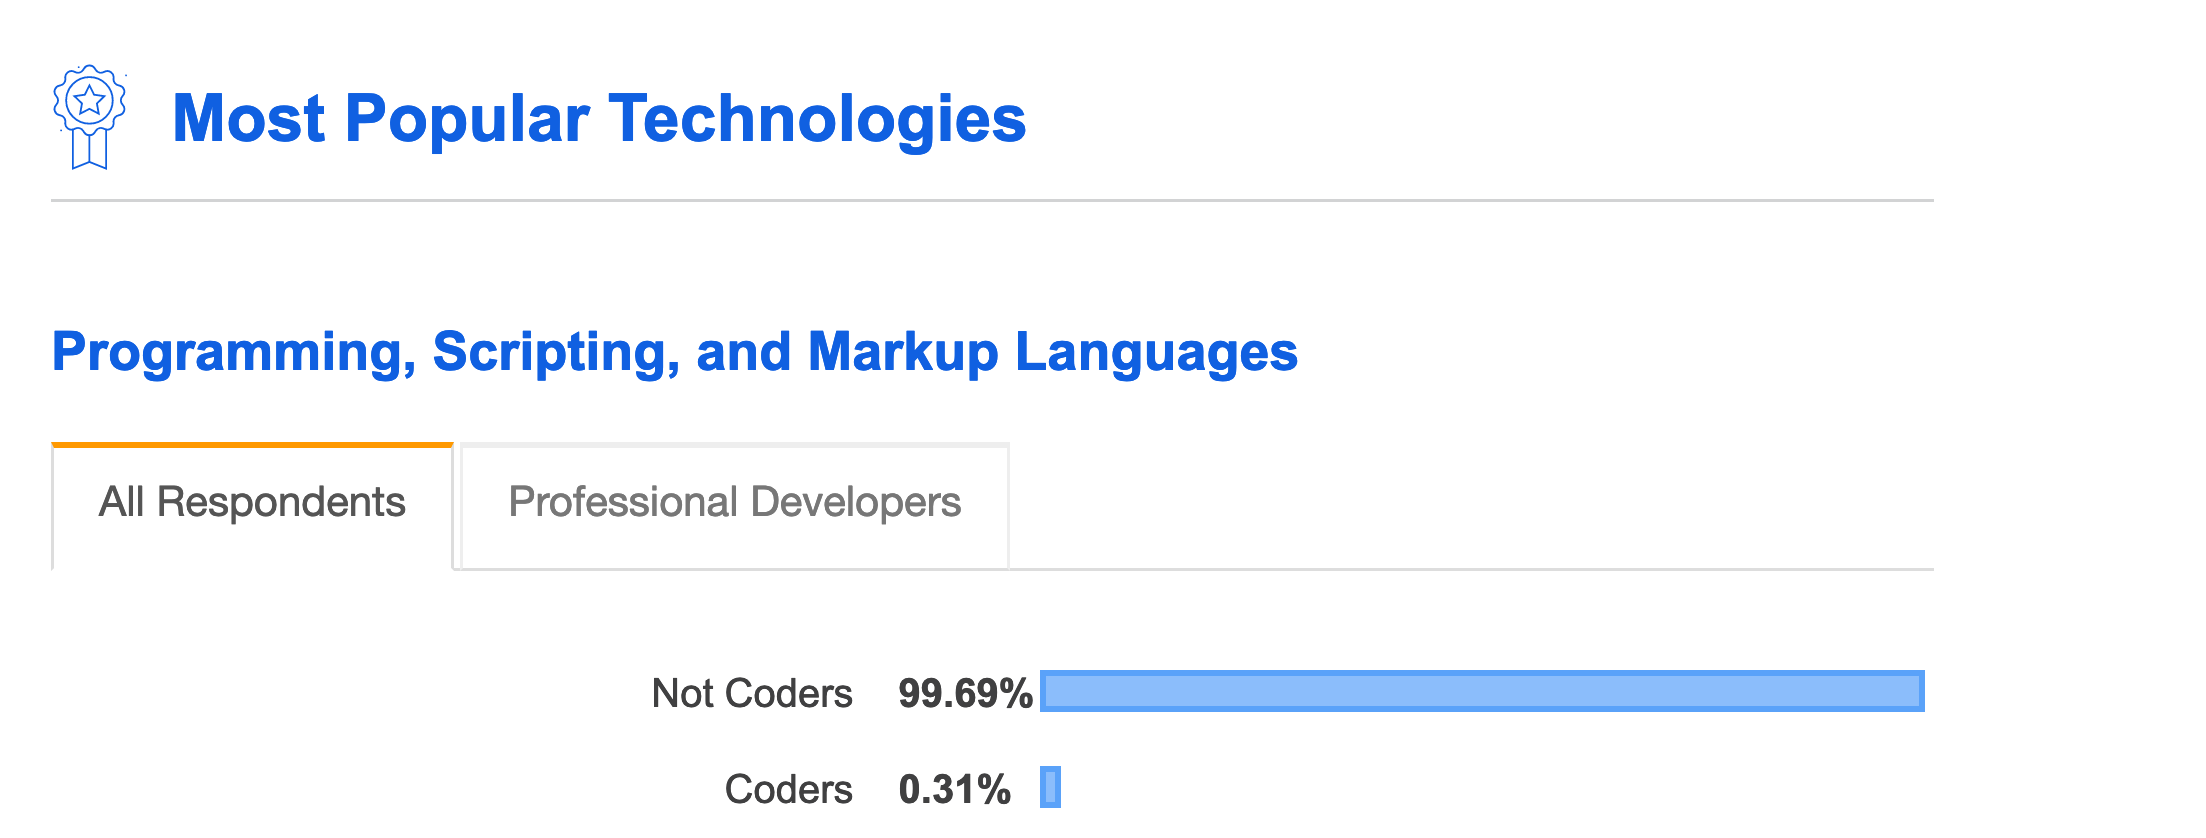 Most Popular Technologies
Programming, Scripting, and Markup Languages
All Respondents Professional Developers
Not Coders 99.69%
Coders 0.31%